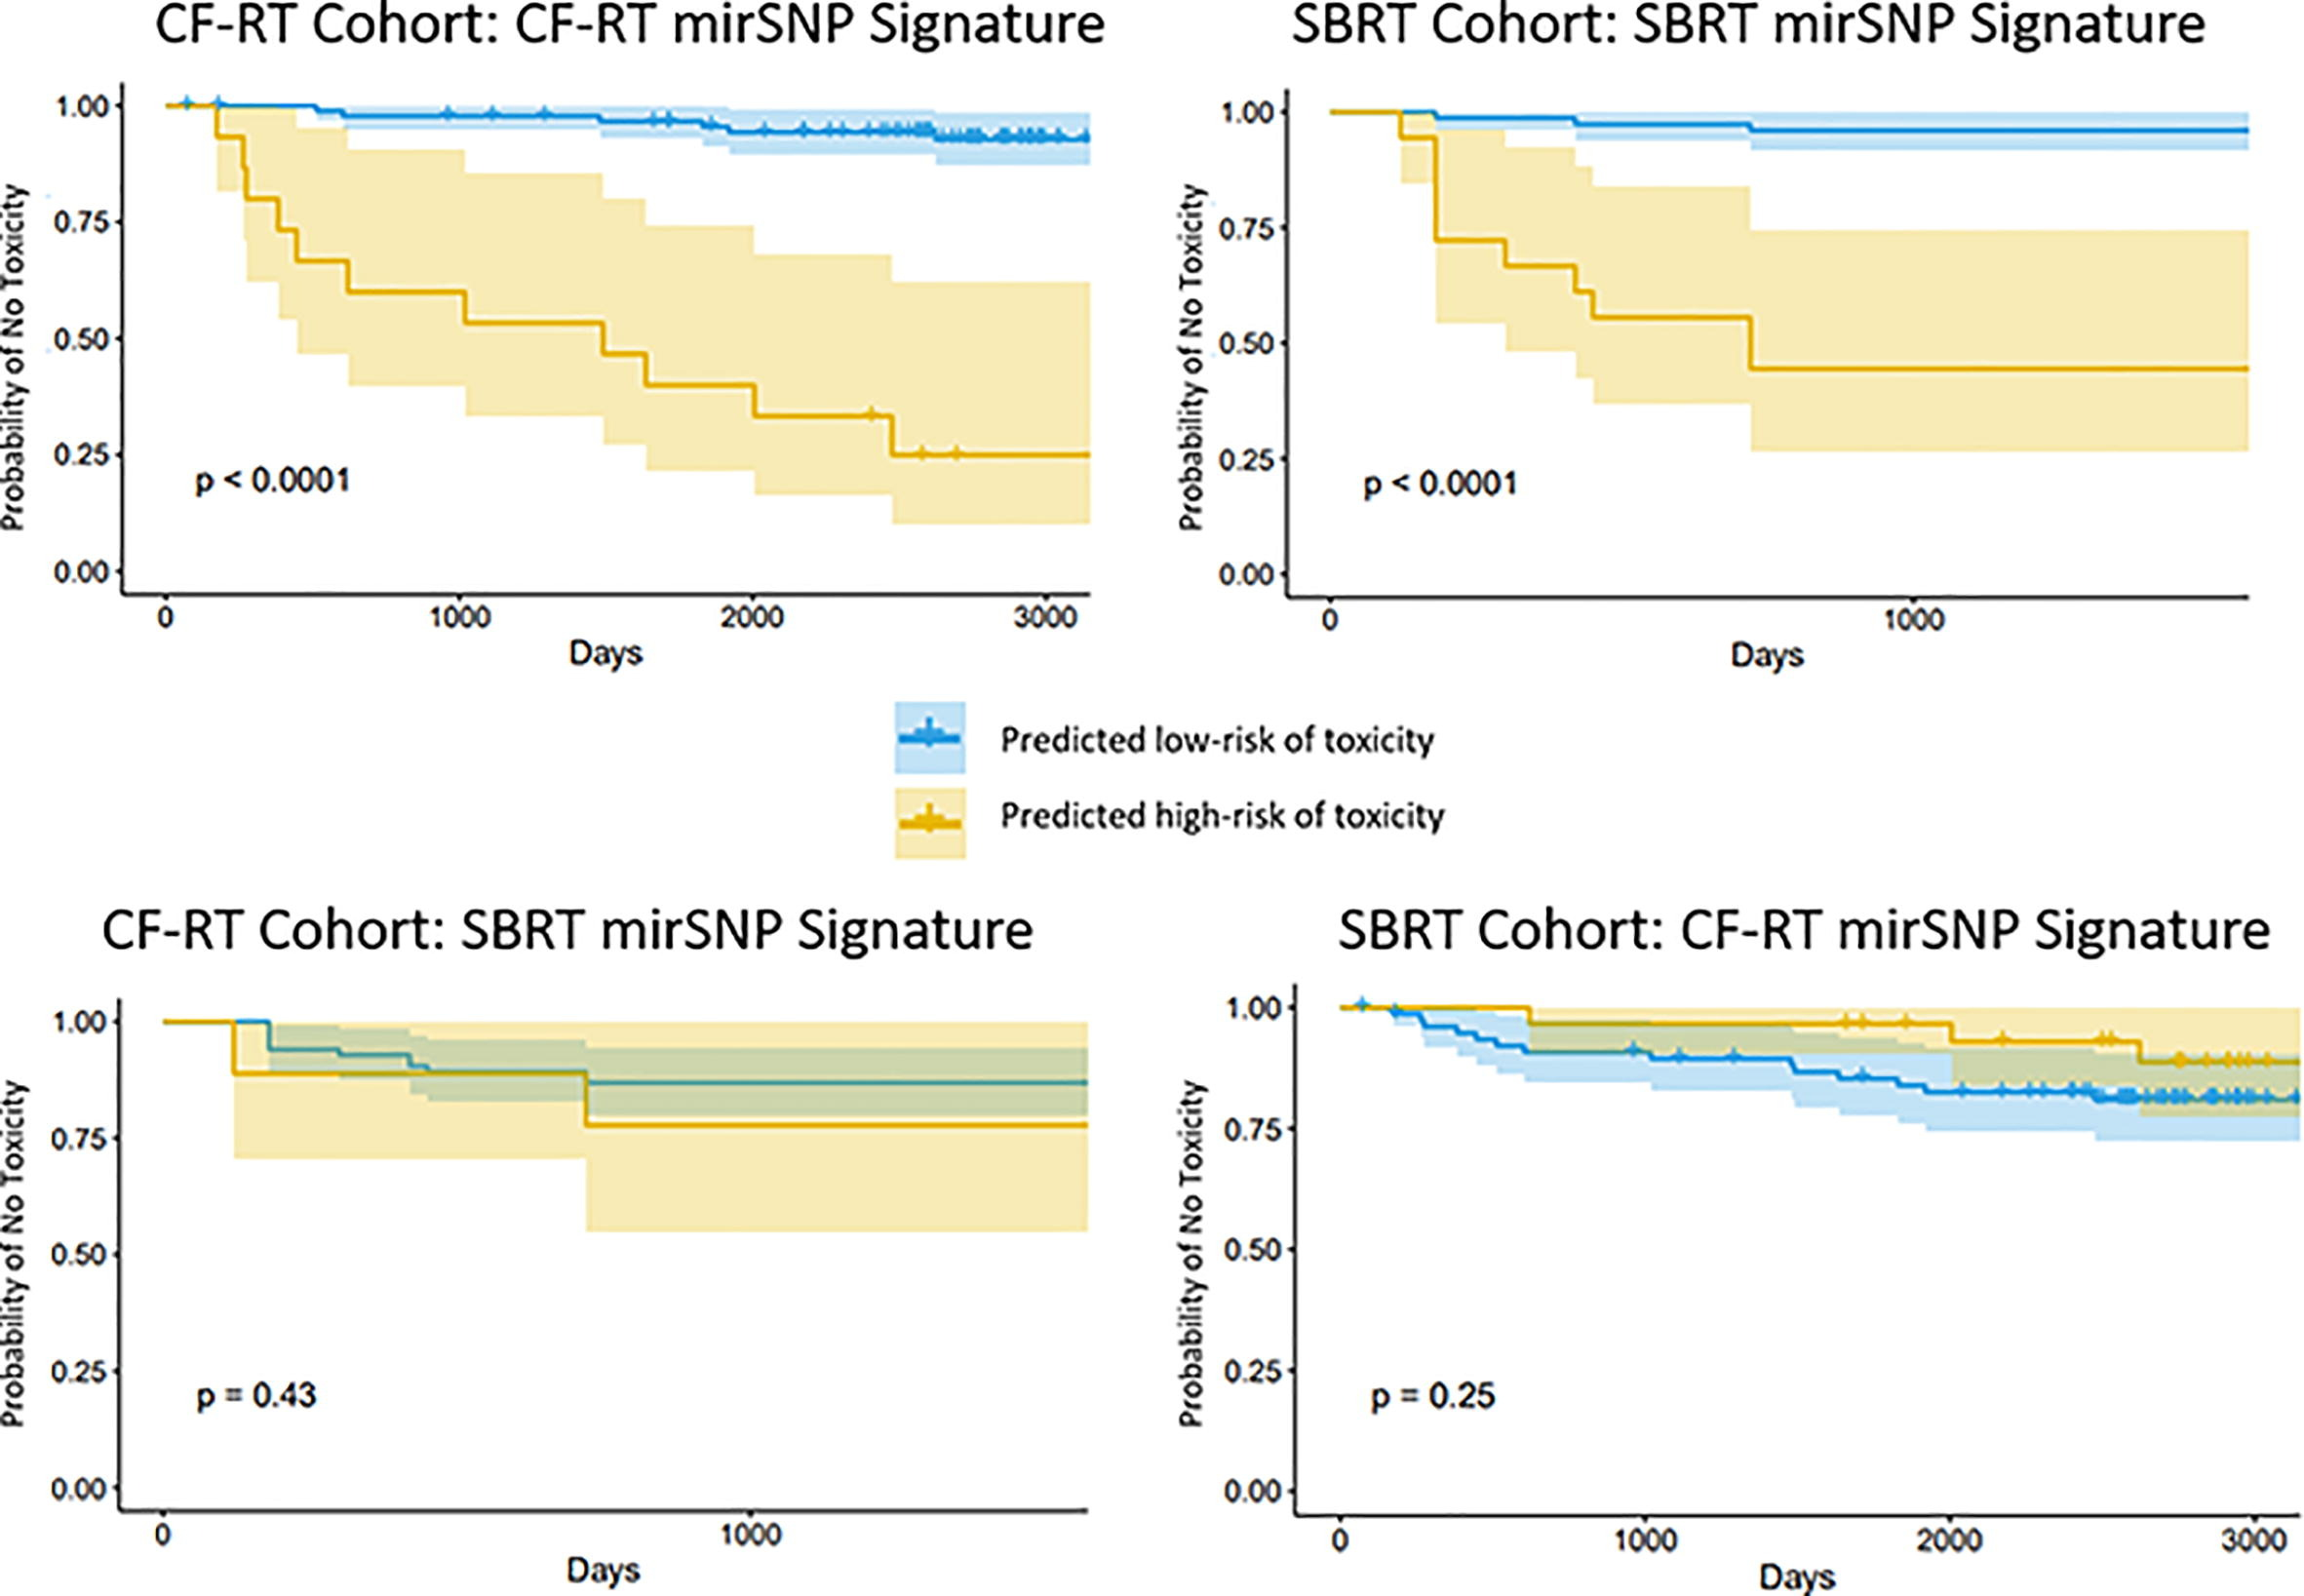 CF-RT Cohort: CF-RT mirSNP Signature
Probability of No Toxicity
1.00
0.75
0.50
0.25
0.00
p < 0.0001
0 1000 2000 3000
Days
SBRT Cohort: SBRT mirSNP Signature
Probability of No Toxicity
1.00
0.75
0.50
0.25
0.00
p < 0.0001
0 1000
Days
Predicted low-risk of toxicity
Predicted high-risk of toxicity
CF-RT Cohort: SBRT mirSNP Signature
Probability of No Toxicity
1.00
0.75
0.50
0.25
0.00
p = 0.43
0 1000
Days
SBRT Cohort: CF-RT mirSNP Signature
Probability of No Toxicity
1.00
0.75
0.50
0.25
0.00
p = 0.25
0 1000 2000 3000
Days